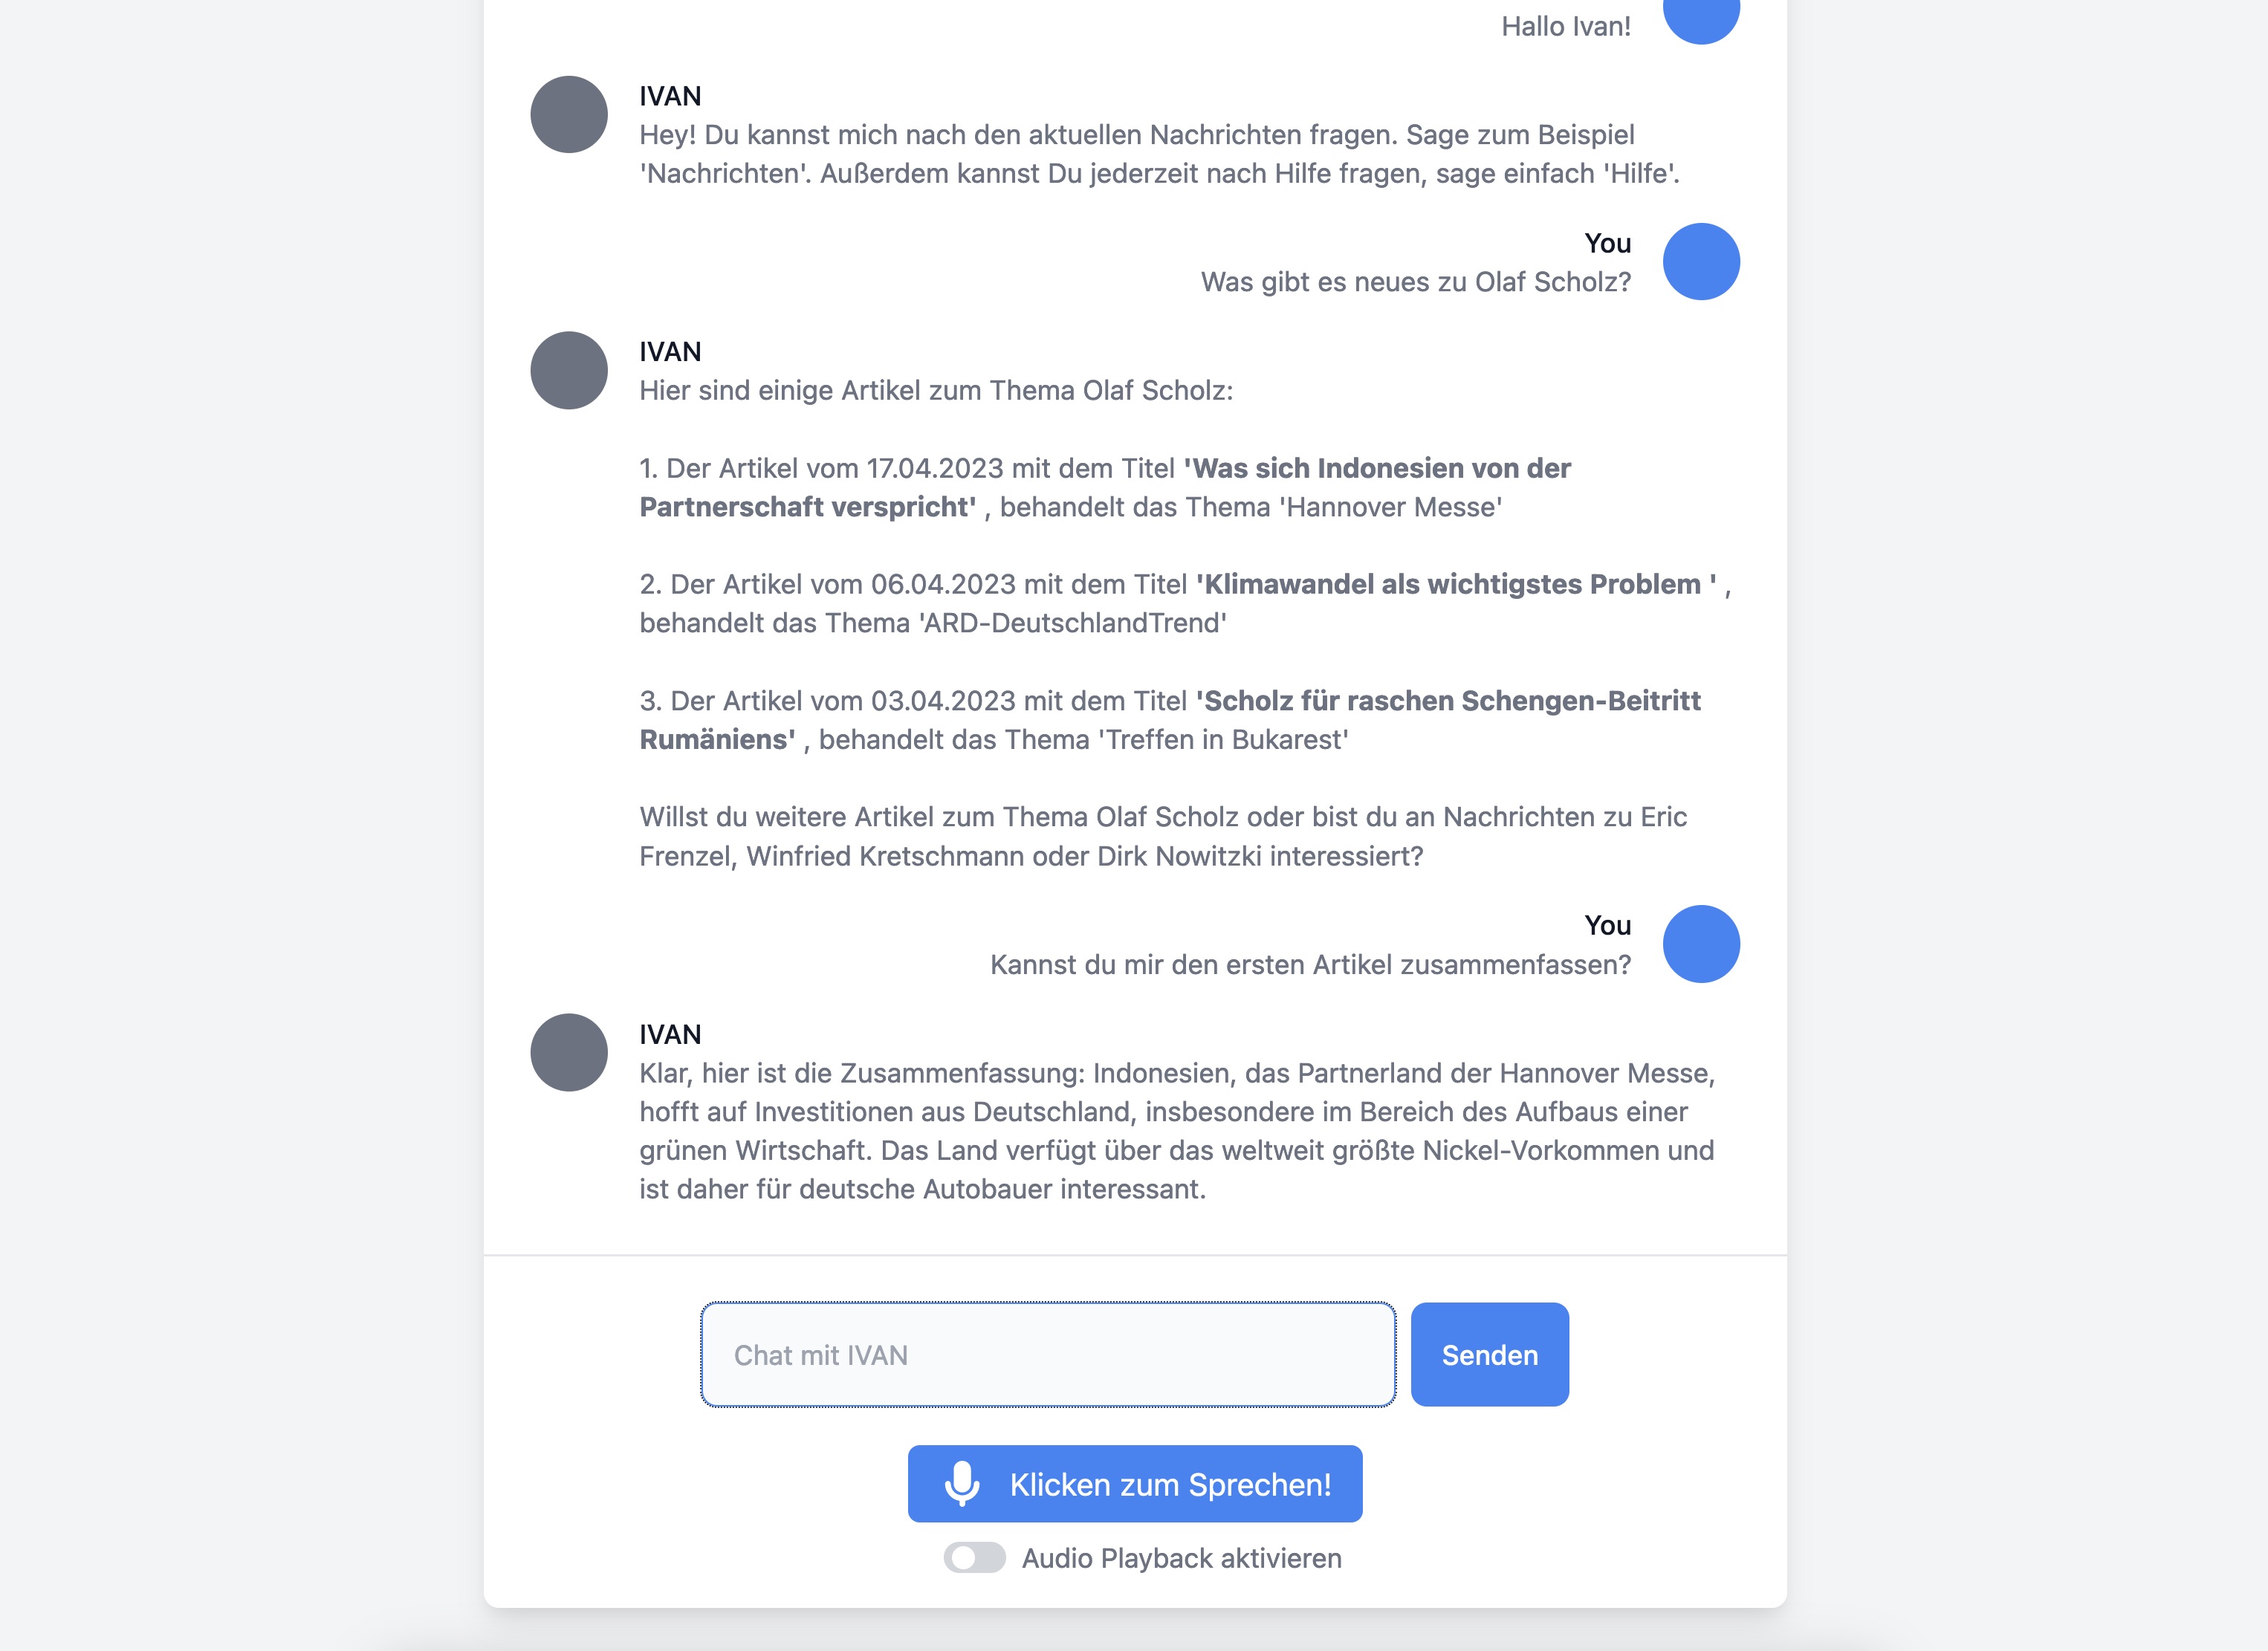 Hallo Ivan!
IVAN
Hey! Du kannst mich nach den aktuellen Nachrichten fragen. Sage zum Beispiel
'Nachrichten'. Außerdem kannst Du jederzeit nach Hilfe fragen, sage einfach 'Hilfe'.
You
Was gibt es neues zu Olaf Scholz?
IVAN
Hier sind einige Artikel zum Thema Olaf Scholz:
1. Der Artikel vom 17.04.2023 mit dem Titel 'Was sich Indonesien von der
Partnerschaft verspricht' , behandelt das Thema 'Hannover Messe'
2. Der Artikel vom 06.04.2023 mit dem Titel 'Klimawandel als wichtigstes Problem ' ,
behandelt das Thema 'ARD-DeutschlandTrend'
3. Der Artikel vom 03.04.2023 mit dem Titel 'Scholz für raschen Schengen-Beitritt
Rumäniens' , behandelt das Thema 'Treffen in Bukarest'
Willst du weitere Artikel zum Thema Olaf Scholz oder bist du an Nachrichten zu Eric
Frenzel, Winfried Kretschmann oder Dirk Nowitzki interessiert?
You
Kannst du mir den ersten Artikel zusammenfassen?
IVAN
Klar, hier ist die Zusammenfassung: Indonesien, das Partnerland der Hannover Messe,
hofft auf Investitionen aus Deutschland, insbesondere im Bereich des Aufbaus einer
grünen Wirtschaft. Das Land verfügt über das weltweit größte Nickel-Vorkommen und
ist daher für deutsche Autobauer interessant.
Chat mit IVAN
Senden
Klicken zum Sprechen!
Audio Playback aktivieren